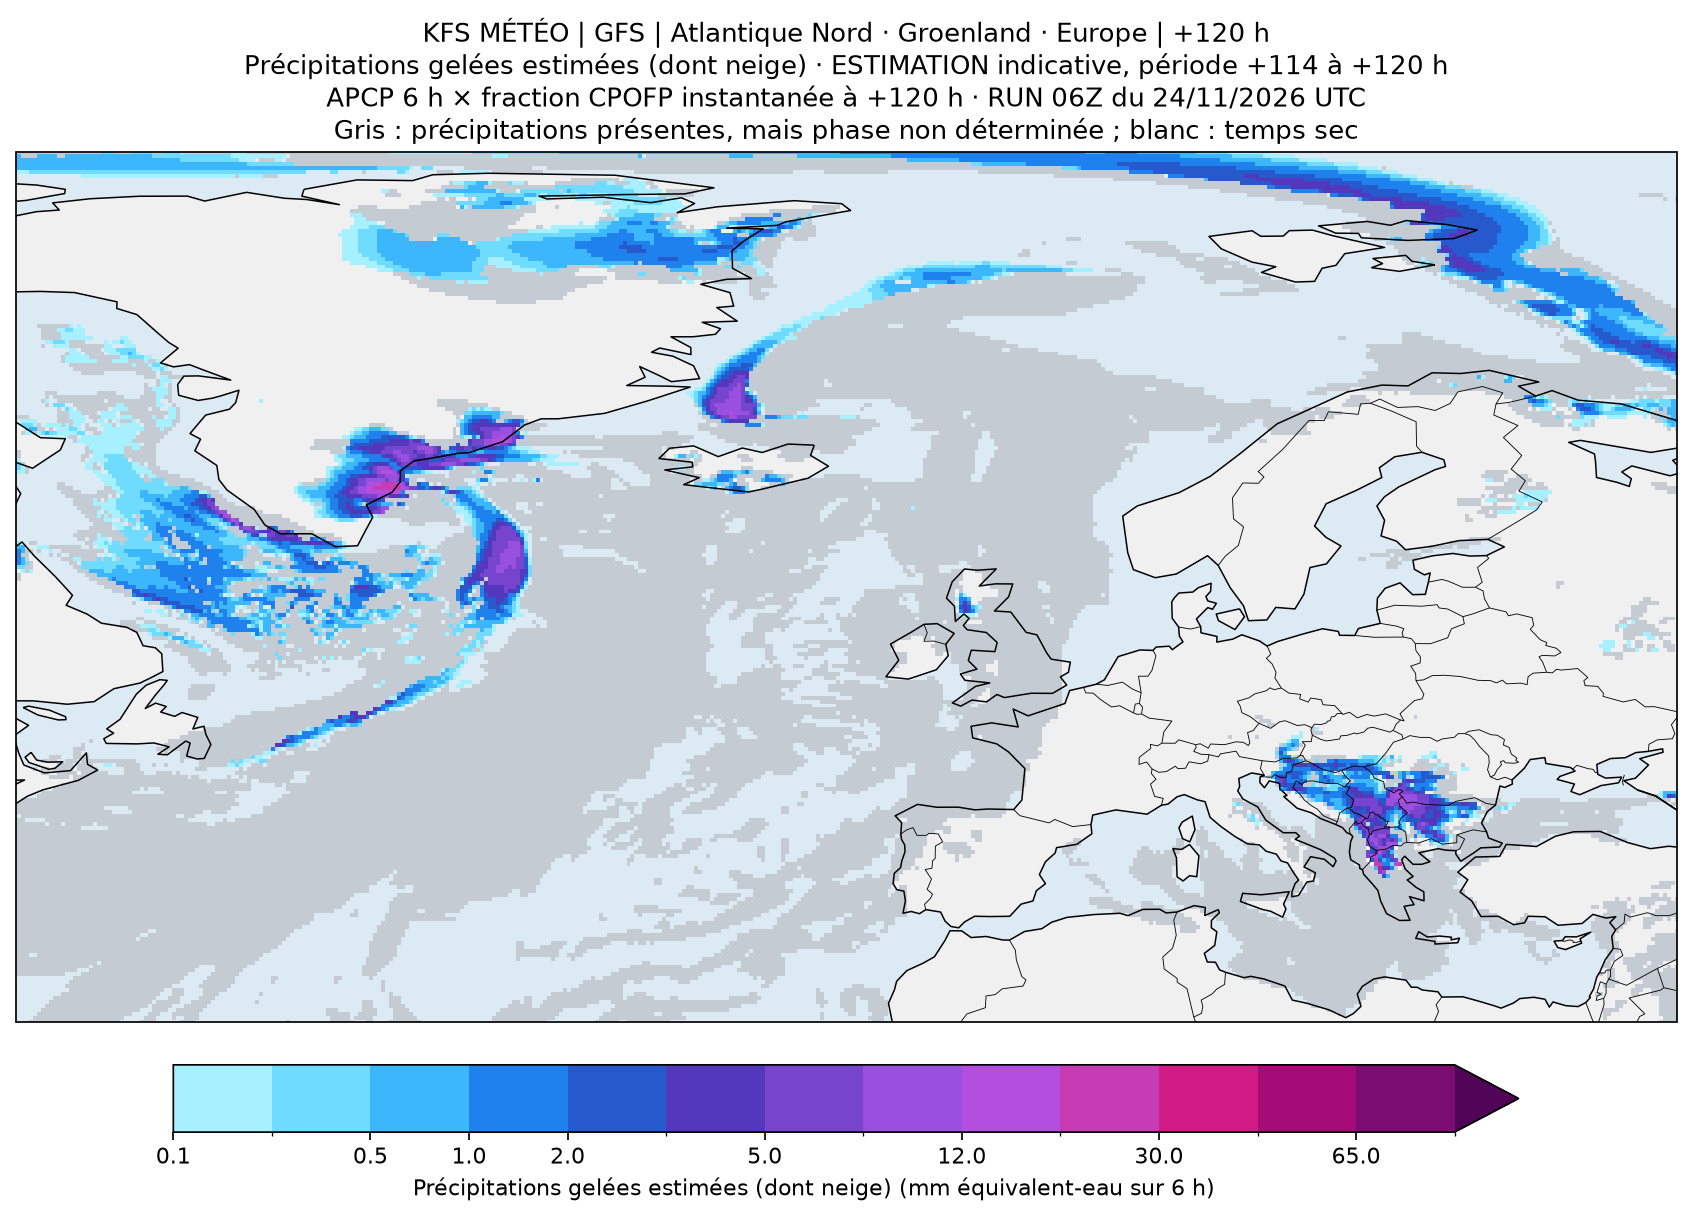 KFS MÉTÉO | GFS | Atlantique Nord · Groenland · Europe | +120 h
Précipitations gelées estimées (dont neige) · ESTIMATION indicative, période +114 à +120 h
APCP 6 h × fraction CPOFP instantanée à +120 h · RUN 06Z du 24/11/2026 UTC
Gris : précipitations présentes, mais phase non déterminée ; blanc : temps sec
0.1 0.5 1.0 2.0 5.0 12.0 30.0 65.0
Précipitations gelées estimées (dont neige) (mm équivalent-eau sur 6 h)